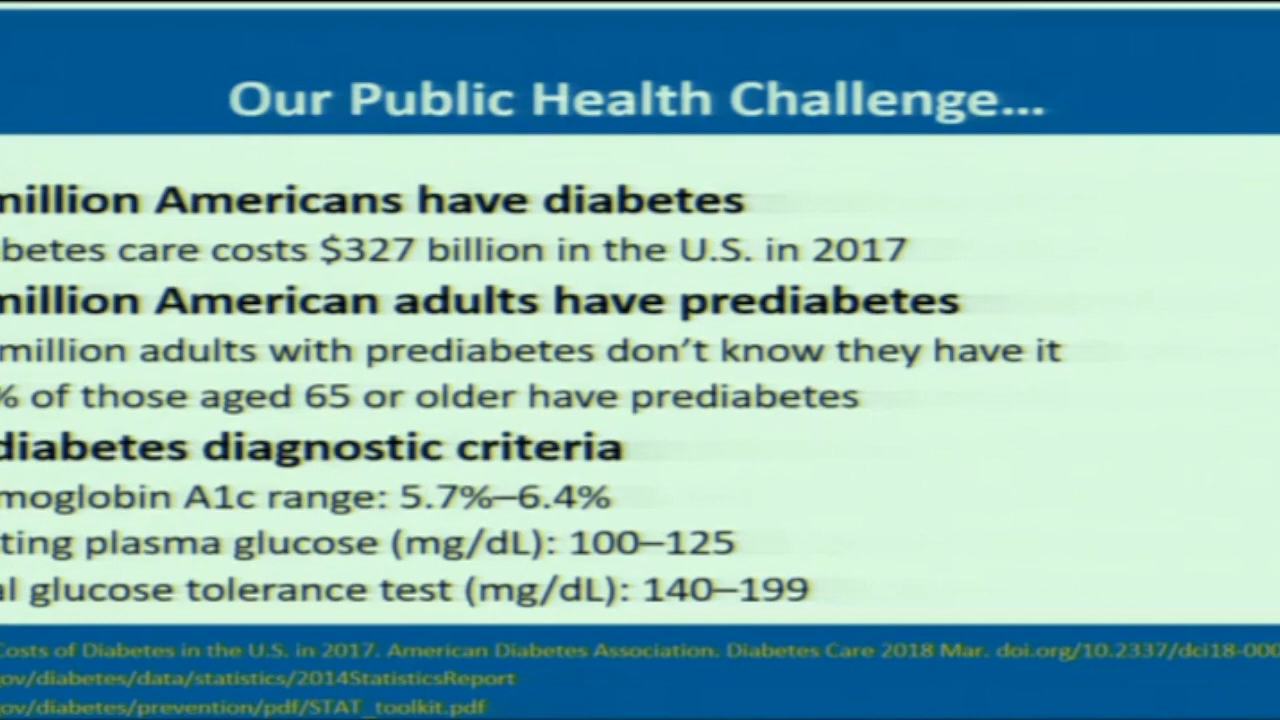 Our Public Health Challenge...
million Americans have diabetes
betes care costs $327 billion in the U.S. in 2017
million American adults have prediabetes
million adults with prediabetes don't know they have it
% of those aged 65 or older have prediabetes
diabetes diagnostic criteria
moglobin A1c range: 5.7%–6.4%
ting plasma glucose (mg/dL): 100–125
al glucose tolerance test (mg/dL): 140–199
Costs of Diabetes in the U.S. in 2017. American Diabetes Association. Diabetes Care 2018 Mar. doi.org/10.2337/dci18-000
gov/diabetes/data/statistics/2014StatisticsReport
gov/diabetes/prevention/pdf/STAT_toolkit.pdf